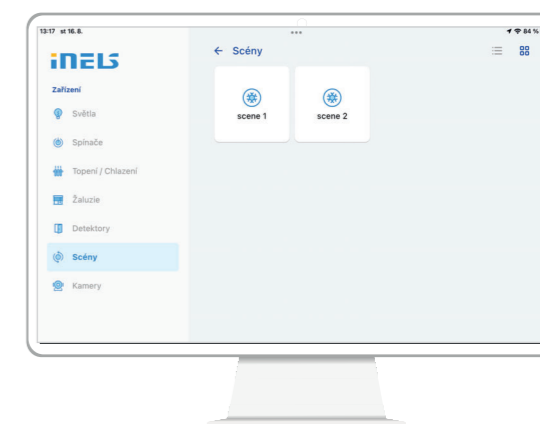 13:17 st 16. 8.
84 %
← Scény
iNELS
Zařízení
Světla
Spínače
Topení / Chlazení
Žaluzie
Detektory
Scény
Kamery
scene 1
scene 2